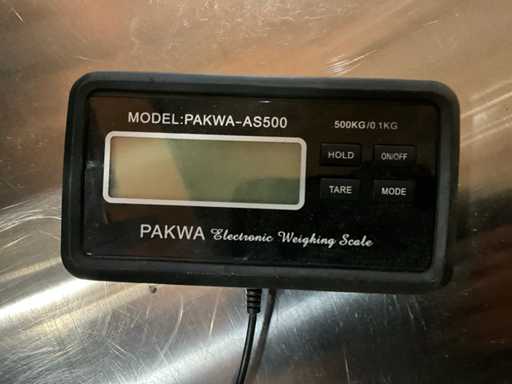 MODEL:PAKWA-AS500
500KG/0.1KG
HOLD
ON/OFF
TARE
MODE
PAKWA Electronic Weighing Scale